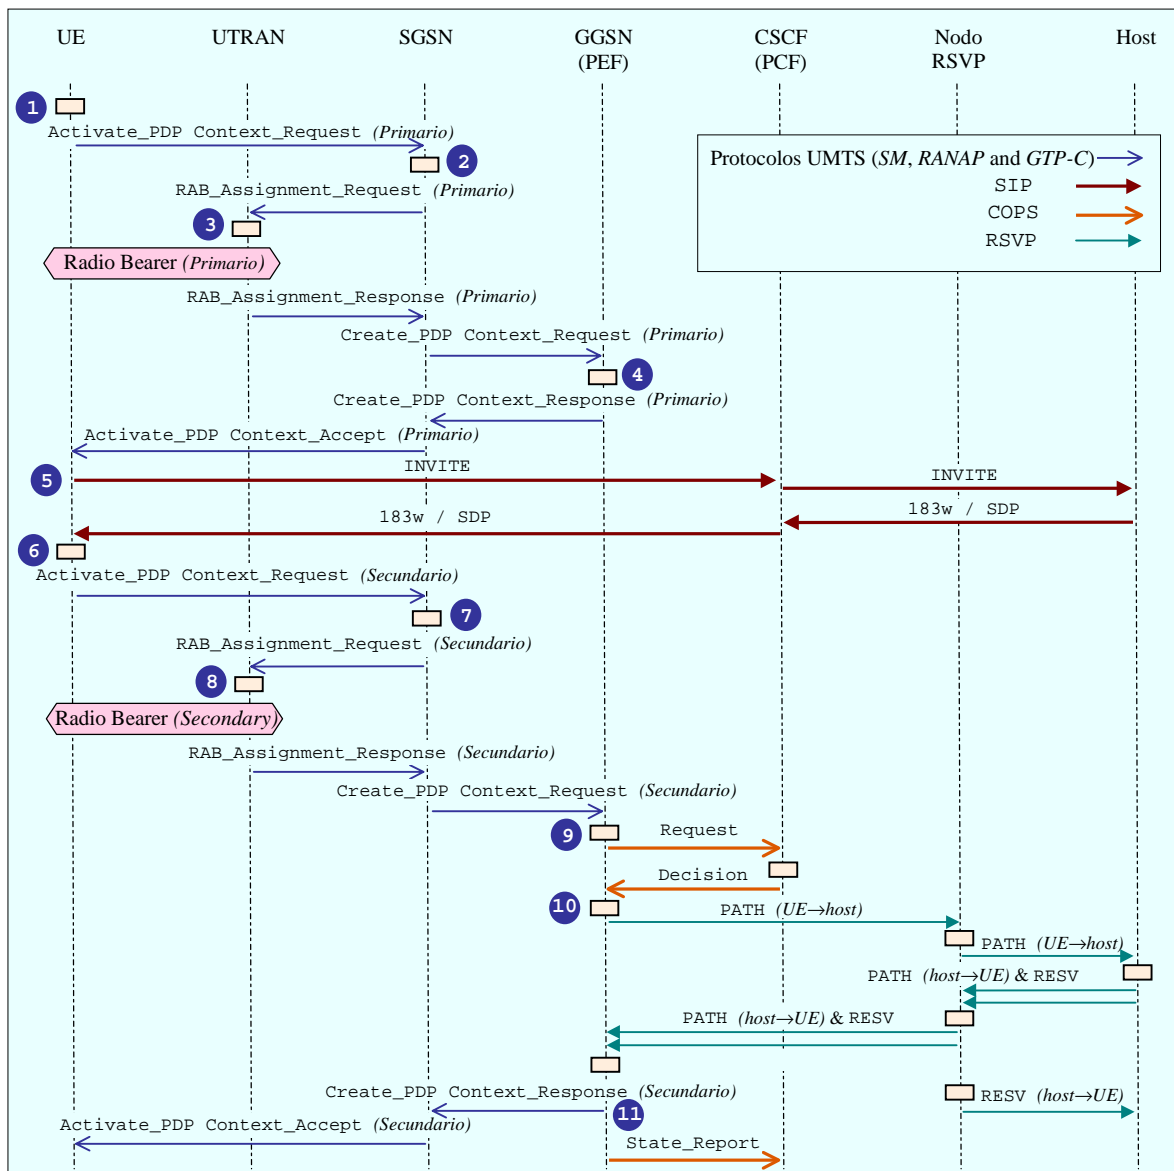 UE UTRAN SGSN GGSN CSCF Nodo Host
(PEF) (PCF) RSVP
1
Activate_PDP Context_Request (Primario)
2
Protocolos UMTS (SM, RANAP and GTP-C)
SIP
COPS
RSVP
RAB_Assignment_Request (Primario)
3
Radio Bearer (Primario)
RAB_Assignment_Response (Primario)
Create_PDP Context_Request (Primario)
4
Create_PDP Context_Response (Primario)
Activate_PDP Context_Accept (Primario)
5
INVITE
INVITE
183w / SDP
183w / SDP
6
Activate_PDP Context_Request (Secundario)
7
RAB_Assignment_Request (Secundario)
8
Radio Bearer (Secondary)
RAB_Assignment_Response (Secundario)
Create_PDP Context_Request (Secundario)
9
Request
Decision
10
PATH (UE→host)
PATH (UE→host)
PATH (host→UE) & RESV
PATH (host→UE) & RESV
Create_PDP Context_Response (Secundario)
RESV (host→UE)
11
Activate_PDP Context_Accept (Secundario)
State_Report